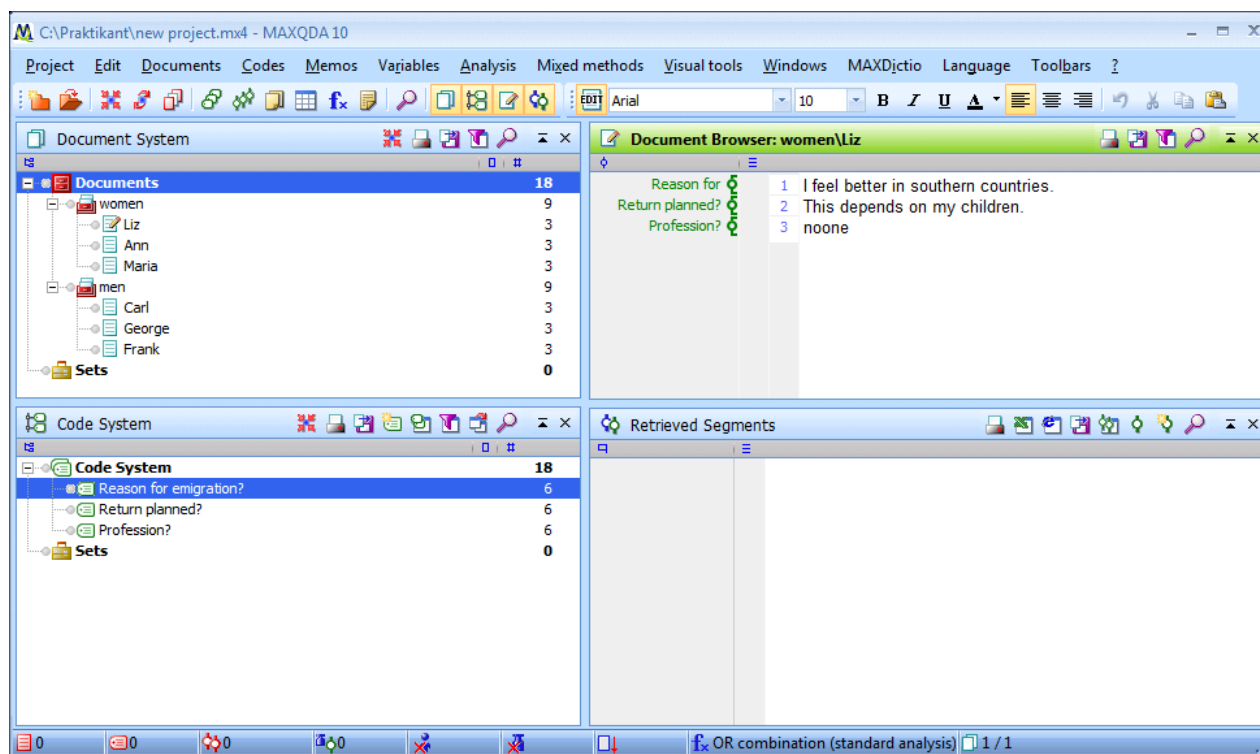 C:\Praktikant\new project.mx4 - MAXQDA 10
Project Edit Documents Codes Memos Variables Analysis Mixed methods Visual tools Windows MAXDictio Language Toolbars ?
EDIT Arial 10 B I U A
Document System
Documents 18
women 9
Liz 3
Ann 3
Maria 3
men 9
Carl 3
George 3
Frank 3
Sets 0
Document Browser: women\Liz
Reason for 1 I feel better in southern countries.
Return planned? 2 This depends on my children.
Profession? 3 noone
Code System
Code System 18
Reason for emigration? 6
Return planned? 6
Profession? 6
Sets 0
Retrieved Segments
0 0 0 0 OR combination (standard analysis) 1 / 1